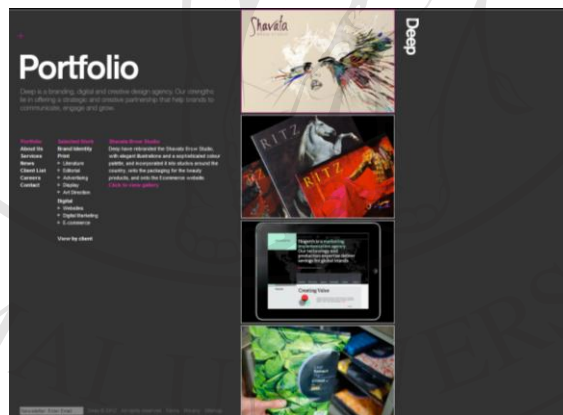 Portfolio
Deep is a branding, digital and creative design agency. Our strengths
lie in offering a strategic and creative partnership that help brands to
communicate, engage and grow.
Portfolio
About Us
Services
News
Client List
Careers
Contact
Selected Work
Brand Identity
Print
+ Literature
+ Editorial
+ Advertising
+ Display
+ Art Direction
Digital
+ Websites
+ Digital Marketing
+ E-commerce
View by client
Shavata Brow Studio
Deep have rebranded the Shavata Brow Studio,
with elegant illustrations and a sophisticated colour
palette, and incorporated it into studios around the
country, onto the packaging for the beauty
products, and onto the Ecommerce website.
Click to view gallery
Shavata
RITZ
RITZ
RITZ
Creating Value
Deep